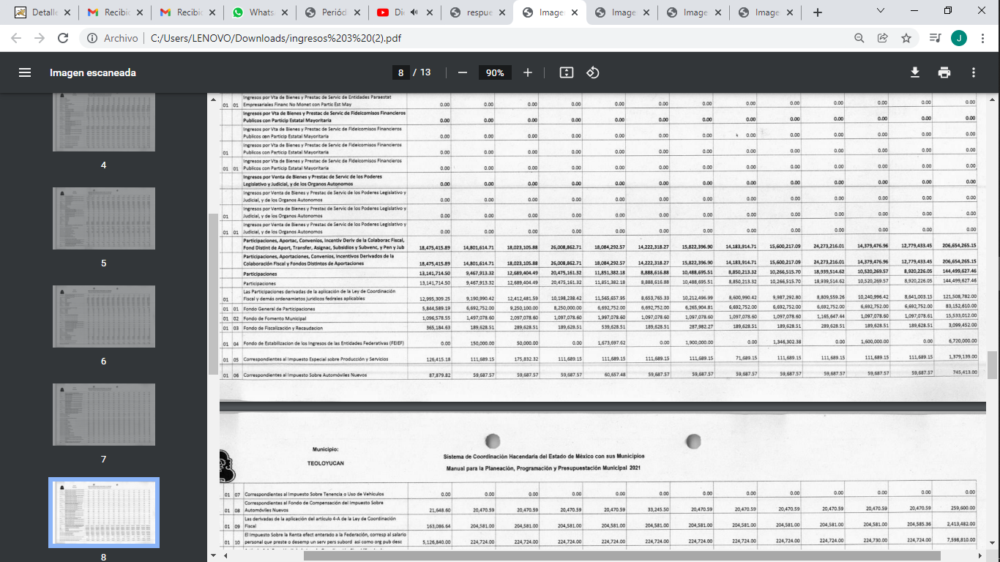 Detalle
Recibio
Recibio
Whats
Periód
Di
respue
Imagen
Image
Image
Image
Archivo C:/Users/LENOVO/Downloads/ingresos%203%20(2).pdf
J
Imagen escaneada
8 / 13
90%
4
5
6
7
8
Ingresos por Vta de Bienes y Prestac de Servic de Entidades Paraestat
01 01 Empresariales Financ No Monet con Partic Est May 0.00 0.00 0.00 0.00 0.00 0.00 0.00 0.00 0.00 0.00 0.00 0.00 0.00
Ingresos por Vta de Bienes y Prestac de Servic de Fideicomisos Financieros
Publicos con Particip Estatal Mayoritaria 0.00 0.00 0.00 0.00 0.00 0.00 0.00 0.00 0.00 0.00 0.00 0.00 0.00
Ingresos por Vta de Bienes y Prestac de Servic de Fideicomisos Financieros
Publicos con Particip Estatal Mayoritaria 0.00 0.00 0.00 0.00 0.00 0.00 0.00 0.00 0.00 0.00 0.00 0.00 0.00
Ingresos por Vta de Bienes y Prestac de Servic de Fideicomisos Financieros
01 Publicos con Particip Estatal Mayoritaria 0.00 0.00 0.00 0.00 0.00 0.00 0.00 0.00 0.00 0.00 0.00 0.00 0.00
Ingresos por Vta de Bienes y Prestac de Servic de Fideicomisos Financieros
01 01 Publicos con Particip Estatal Mayoritaria 0.00 0.00 0.00 0.00 0.00 0.00 0.00 0.00 0.00 0.00 0.00 0.00 0.00
Ingresos por Venta de Bienes y Prestac de Servic de los Poderes
Legislativo y Judicial, y de los Organos Autonomos 0.00 0.00 0.00 0.00 0.00 0.00 0.00 0.00 0.00 0.00 0.00 0.00 0.00
Ingresos por Venta de Bienes y Prestac de Servic de los Poderes Legislativo y
Judicial, y de los Organos Autonomos 0.00 0.00 0.00 0.00 0.00 0.00 0.00 0.00 0.00 0.00 0.00 0.00 0.00
Ingresos por Venta de Bienes y Prestac de Servic de los Poderes Legislativo y
01 Judicial, y de los Organos Autonomos 0.00 0.00 0.00 0.00 0.00 0.00 0.00 0.00 0.00 0.00 0.00 0.00 0.00
Ingresos por Venta de Bienes y Prestac de Servic de los Poderes Legislativo y
01 01 Judicial, y de los Organos Autonomos 0.00 0.00 0.00 0.00 0.00 0.00 0.00 0.00 0.00 0.00 0.00 0.00 0.00
Participaciones, Aportac, Convenios, Incentiv Deriv de la Colaborac Fiscal,
Fond Distint de Aport, Transfer, Asignac, Subsidios y Subvenc, y Pen y Jub 18,475,415.89 14,801,614.71 18,023,105.88 26,008,862.71 18,084,292.57 14,222,318.27 15,822,396.90 14,183,914.71 15,600,217.09 24,273,216.01 14,379,476.96 12,779,433.45 206,654,265.15
Participaciones, Aportaciones, Convenios, Incentivos Derivados de la
Colaboración Fiscal y Fondos Distintos de Aportaciones 18,475,415.89 14,801,614.71 18,023,105.88 26,008,862.71 18,084,292.57 14,222,318.27 15,822,396.90 14,183,914.71 15,600,217.09 24,273,216.01 14,379,476.96 12,779,433.45 206,654,265.15
Participaciones 13,141,714.50 9,467,913.32 12,689,404.49 20,475,161.32 11,851,382.18 8,888,616.88 10,488,695.51 8,850,213.32 10,266,515.70 18,939,514.62 10,520,269.57 8,920,226.05 144,499,627.46
Participaciones 13,141,714.50 9,467,913.32 12,689,404.49 20,475,161.32 11,851,382.18 8,888,616.88 10,488,695.51 8,850,213.32 10,266,515.70 18,939,514.62 10,520,269.57 8,920,226.05 144,499,627.46
Las Participaciones derivadas de la aplicación de la Ley de Coordinación
01 Fiscal y demás ordenamietos juridicos fedrales aplicables 12,995,309.25 9,190,990.42 12,412,481.59 10,198,238.42 11,565,657.95 8,653,765.33 10,212,496.99 8,600,990.42 9,987,292.80 8,809,559.26 10,240,996.42 8,641,003.15 121,508,782.00
01 01 Fondo General de Participaciones 5,844,589.19 6,692,752.00 9,250,100.00 8,250,000.00 6,692,752.00 6,692,752.00 6,265,904.81 6,692,752.00 6,692,752.00 6,692,752.00 6,692,752.00 6,692,752.00 83,152,610.00
01 02 Fondo de Fomento Municipal 1,096,578.55 1,497,078.60 2,097,078.60 1,097,078.60 1,997,078.60 1,097,078.60 1,097,078.60 1,097,078.60 1,097,078.60 1,165,647.44 1,097,078.60 1,097,078.61 15,533,012.00
01 03 Fondo de Fiscalización y Recaudacion 365,184.63 189,628.51 289,628.51 189,628.51 539,628.51 189,628.51 287,982.27 189,628.51 189,628.51 289,628.51 189,628.51 189,628.51 3,099,452.00
01 04 Fondo de Estabilizacion de los Ingresos de las Entidades Federativas (FEIEF) 0.00 150,000.00 50,000.00 0.00 1,673,697.62 0.00 1,900,000.00 0.00 1,346,302.38 0.00 1,600,000.00 0.00 6,720,000.00
01 05 Correspondientes al Impuesto Especial sobre Producción y Servicios 126,415.18 111,689.15 175,832.32 111,689.15 111,689.15 111,689.15 111,689.15 71,689.15 111,689.15 111,689.15 111,689.15 111,689.15 1,379,139.00
01 06 Correspondientes al Impuesto Sobre Automóviles Nuevos 87,879.82 59,687.57 59,687.57 59,687.57 60,657.48 59,687.57 59,687.57 59,687.57 59,687.57 59,687.57 59,687.57 59,687.57 745,413.00
Municipio:
TEOLOYUCAN
Sistema de Coordinación Hacendaria del Estado de México con sus Municipios
Manual para la Planeación, Programación y Presupuestación Municipal 2021
01 07 Correspondientes al Impuesto Sobre Tenencia o Uso de Vehículos 0.00 0.00 0.00 0.00 0.00 0.00 0.00 0.00 0.00 0.00 0.00 0.00 0.00
Correspondientes al Fondo de Compensación del Impuesto Sobre
01 08 Automóviles Nuevos 21,648.60 20,470.59 20,470.59 20,470.59 20,470.59 33,245.50 20,470.59 20,470.59 20,470.59 20,470.59 20,470.59 20,470.59 259,600.00
Las derivadas de la aplicación del artículo 4-A de la Ley de Coordinación
01 09 Fiscal 163,086.64 204,581.00 204,581.00 204,581.00 204,581.00 204,581.00 204,581.00 204,581.00 204,581.00 204,581.00 204,581.00 204,585.36 2,413,482.00
El Impuesto Sobre la Renta efect enterado a la Federación, corresp al salario
01 10 personal que preste o desemp un serv pers subord asi como org pub desc 5,126,840.00 224,724.00 224,724.00 224,724.00 224,724.00 224,724.00 224,724.00 224,724.00 224,724.00 224,724.00 224,730.00 224,724.00 7,598,810.00